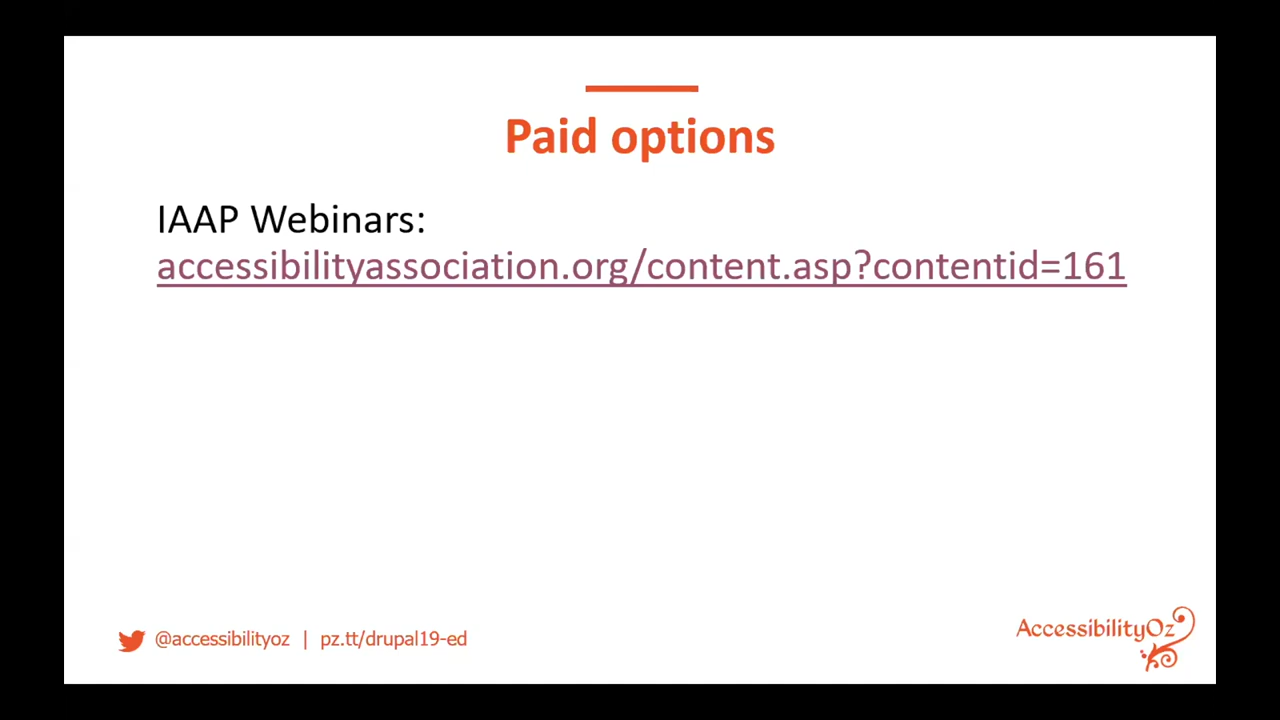 Paid options
IAAP Webinars:
accessibilityassociation.org/content.asp?contentid=161
@accessibilityoz | pz.tt/drupal19-ed
AccessibilityOz